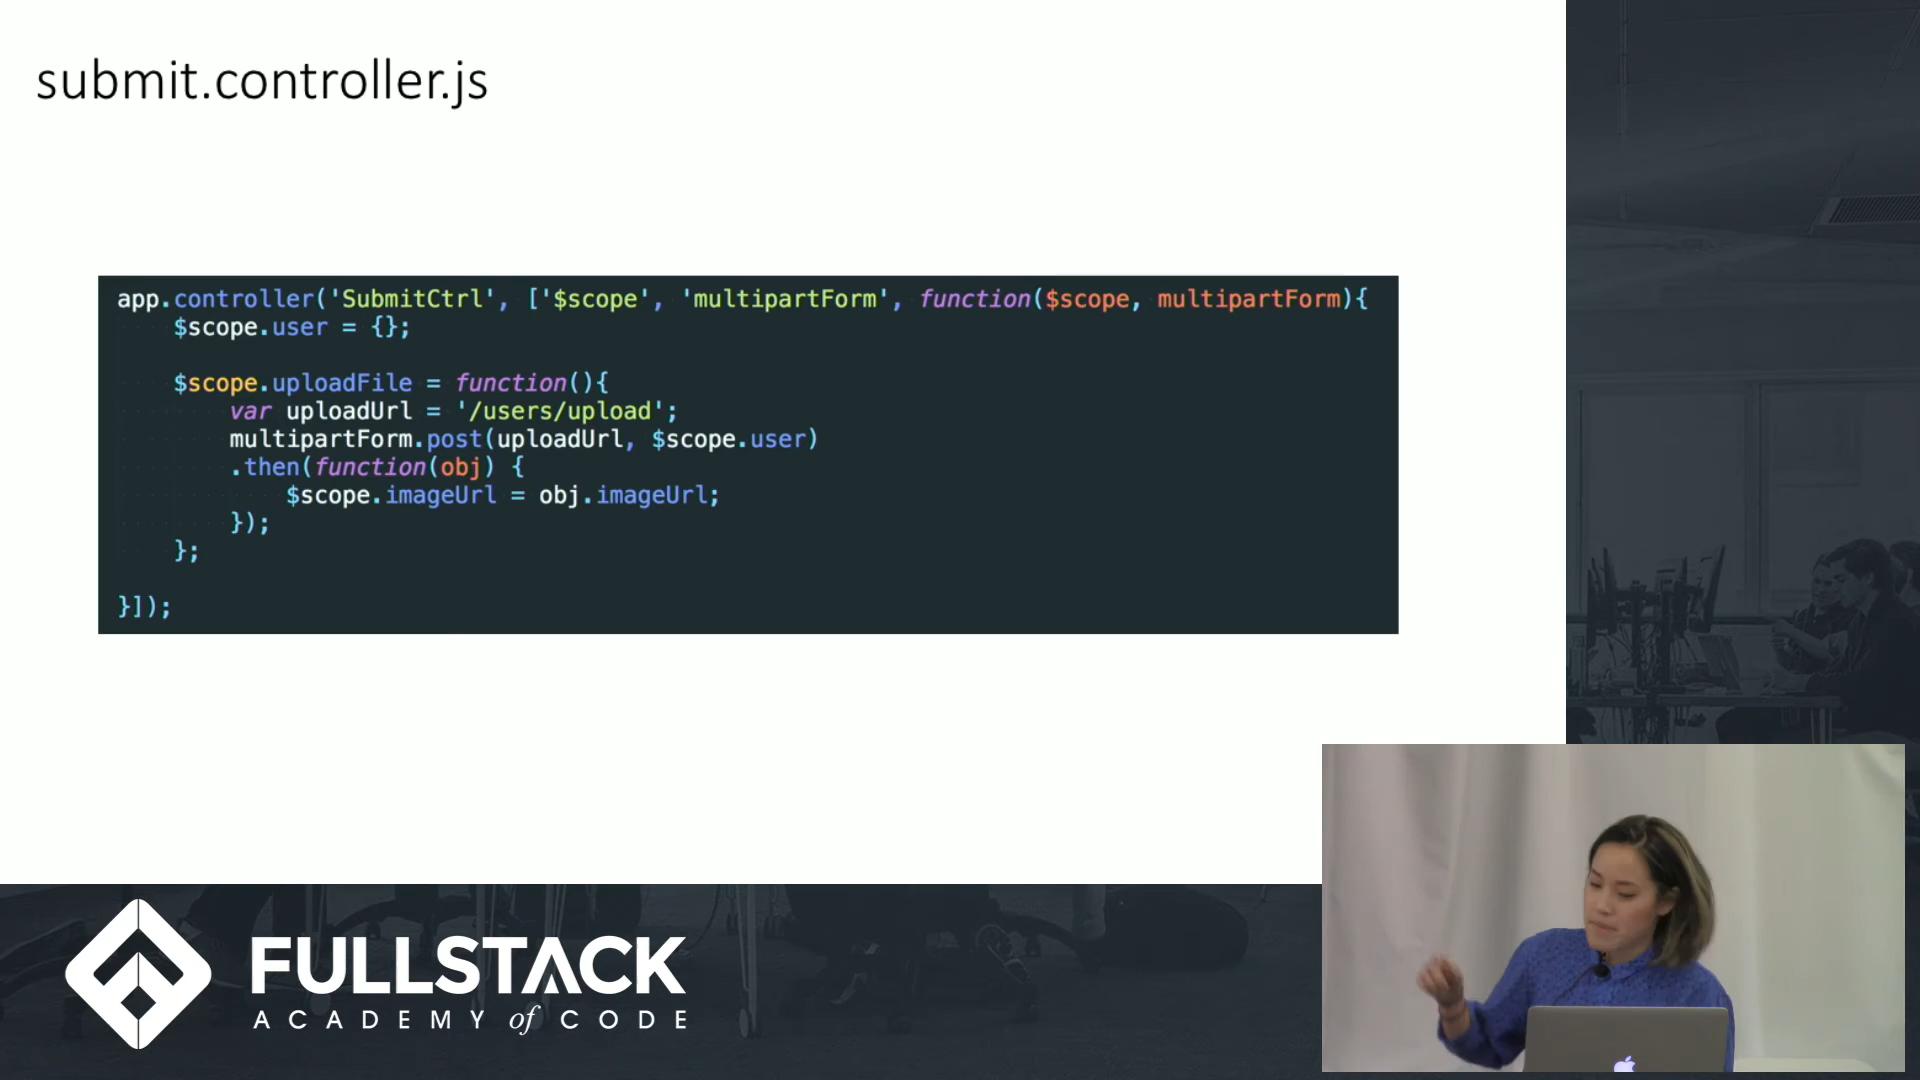 submit.controller.js
app.controller('SubmitCtrl', ['$scope', 'multipartForm', function($scope, multipartForm){
    $scope.user = {};
    $scope.uploadFile = function(){
        var uploadUrl = '/users/upload';
        multipartForm.post(uploadUrl, $scope.user)
        .then(function(obj) {
            $scope.imageUrl = obj.imageUrl;
        });
    };
}]);
FULLSTACK
ACADEMY of CODE